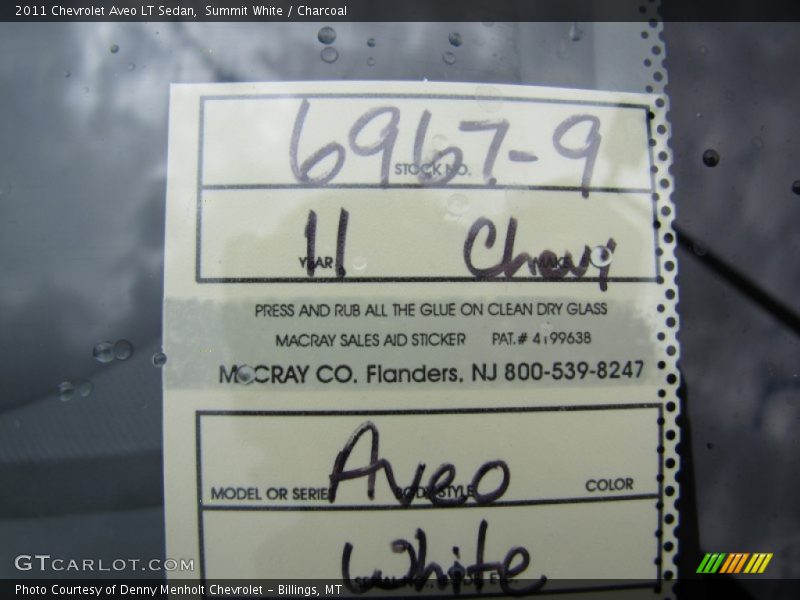 2011 Chevrolet Aveo LT Sedan, Summit White / Charcoal
6967-9
STOCK NO.
11 Chevy
YEAR MAKE
PRESS AND RUB ALL THE GLUE ON CLEAN DRY GLASS
MACRAY SALES AID STICKER PAT.# 4199638
MACRAY CO. Flanders, NJ 800-539-8247
Aveo
MODEL OR SERIES BODY STYLE COLOR
White
GTCARLOT.COM
Photo Courtesy of Denny Menholt Chevrolet - Billings, MT